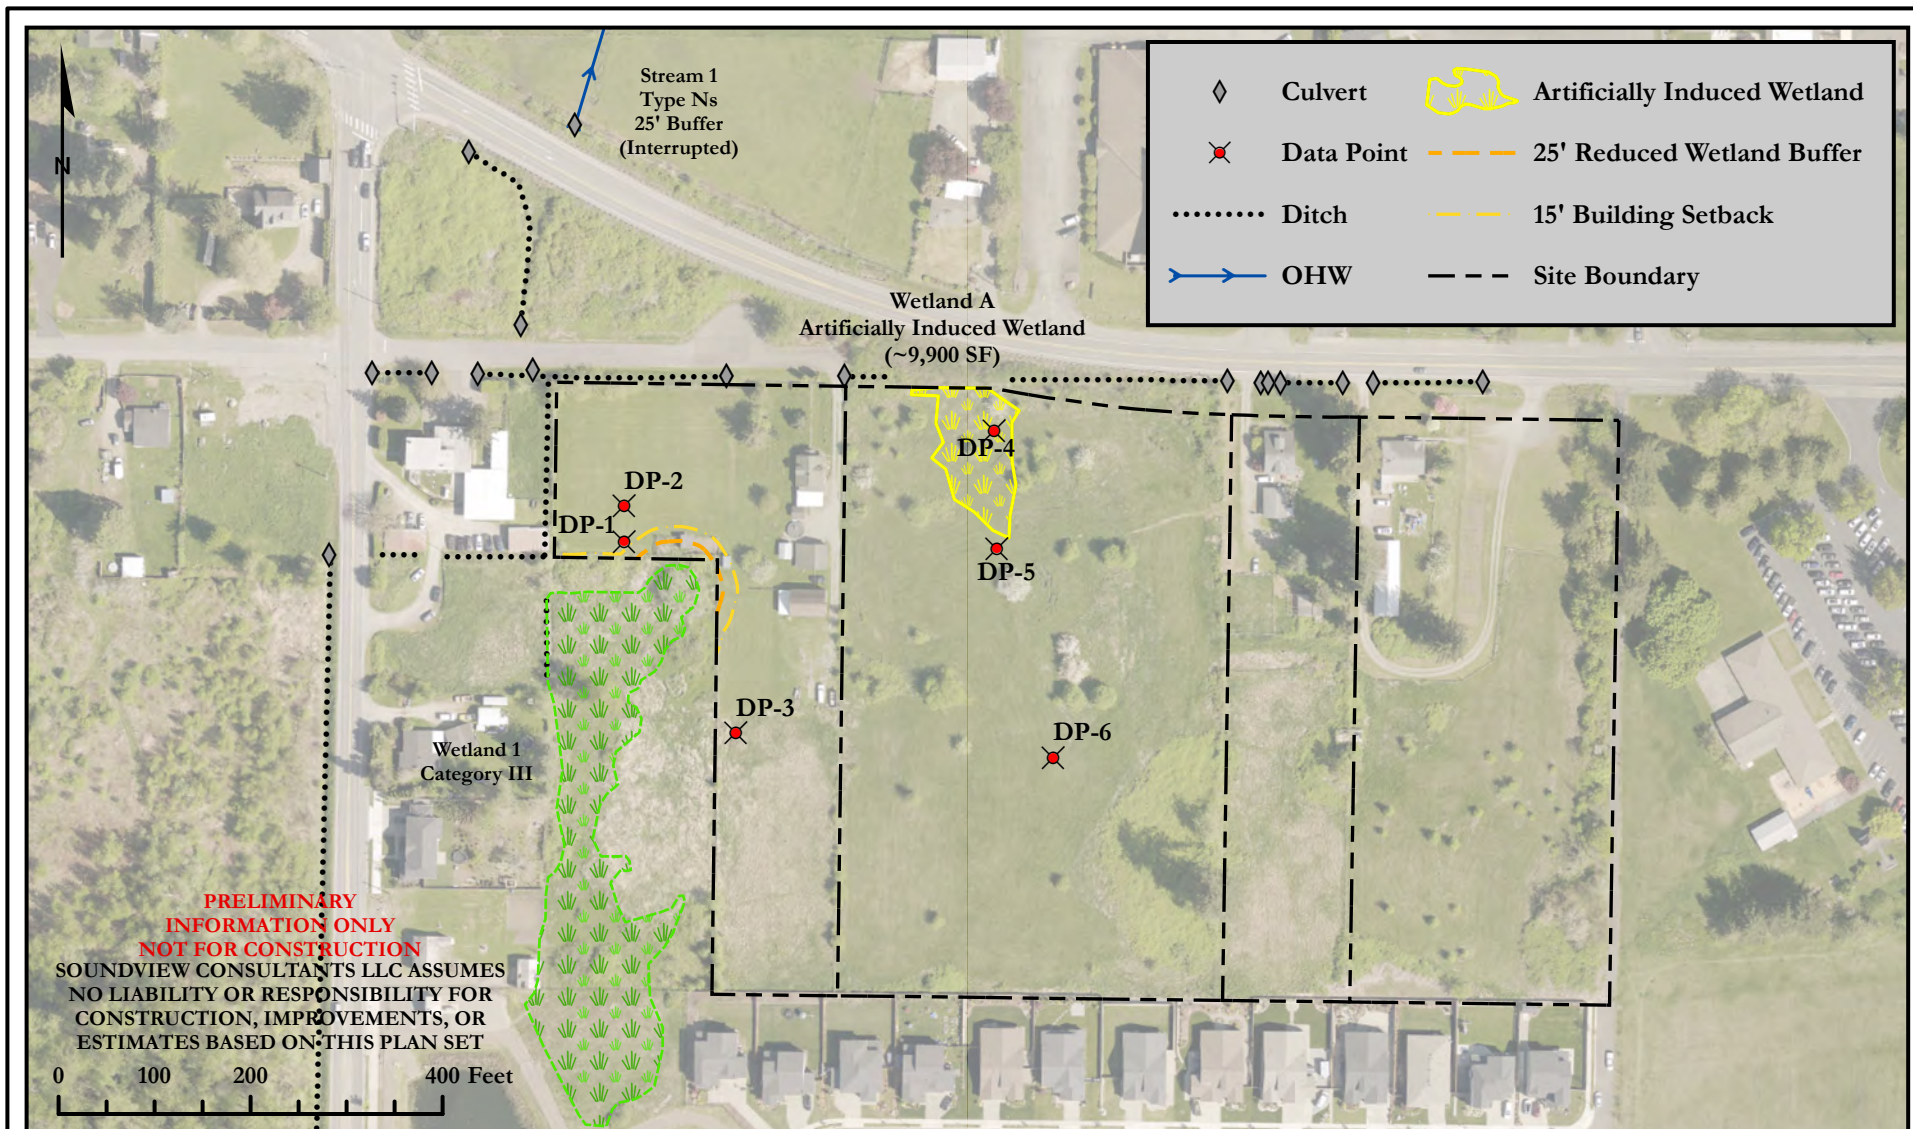 Stream 1
Type Ns
25' Buffer
(Interrupted)
Culvert
Artificially Induced Wetland
Data Point
25' Reduced Wetland Buffer
Ditch
15' Building Setback
OHW
Site Boundary
N
Wetland A
Artificially Induced Wetland
(~9,900 SF)
DP-4
DP-2
DP-1
DP-5
DP-3
DP-6
Wetland 1
Category III
PRELIMINARY
INFORMATION ONLY
NOT FOR CONSTRUCTION
SOUNDVIEW CONSULTANTS LLC ASSUMES
NO LIABILITY OR RESPONSIBILITY FOR
CONSTRUCTION, IMPROVEMENTS, OR
ESTIMATES BASED ON THIS PLAN SET
0 100 200 400 Feet